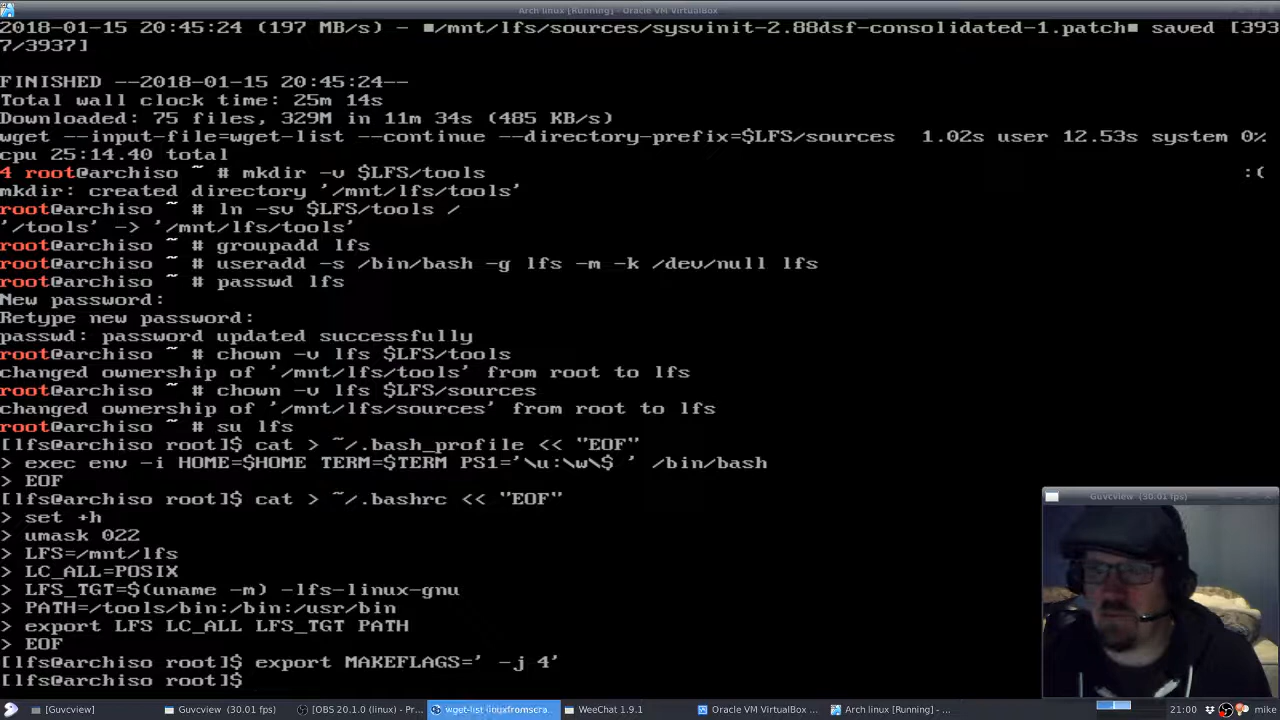 Arch linux [Running] - Oracle VM VirtualBox
2018-01-15 20:45:24 (197 MB/s) - ■/mnt/lfs/sources/sysvinit-2.88dsf-consolidated-1.patch■ saved [393
7/3937]
FINISHED --2018-01-15 20:45:24--
Total wall clock time: 25m 14s
Downloaded: 75 files, 329M in 11m 34s (485 KB/s)
wget --input-file=wget-list --continue --directory-prefix=$LFS/sources  1.02s user 12.53s system 0%
cpu 25:14.40 total
4 root@archiso ~ # mkdir -v $LFS/tools :(
mkdir: created directory '/mnt/lfs/tools'
root@archiso ~ # ln -sv $LFS/tools /
'/tools' -> '/mnt/lfs/tools'
root@archiso ~ # groupadd lfs
root@archiso ~ # useradd -s /bin/bash -g lfs -m -k /dev/null lfs
root@archiso ~ # passwd lfs
New password:
Retype new password:
passwd: password updated successfully
root@archiso ~ # chown -v lfs $LFS/tools
changed ownership of '/mnt/lfs/tools' from root to lfs
root@archiso ~ # chown -v lfs $LFS/sources
changed ownership of '/mnt/lfs/sources' from root to lfs
root@archiso ~ # su lfs
[lfs@archiso root]$ cat > ~/.bash_profile << "EOF"
> exec env -i HOME=$HOME TERM=$TERM PS1='\u:\w\$ ' /bin/bash
> EOF
[lfs@archiso root]$ cat > ~/.bashrc << "EOF"
> set +h
> umask 022
> LFS=/mnt/lfs
> LC_ALL=POSIX
> LFS_TGT=$(uname -m) -lfs-linux-gnu
> PATH=/tools/bin:/bin:/usr/bin
> export LFS LC_ALL LFS_TGT PATH
> EOF
[lfs@archiso root]$ export MAKEFLAGS=' -j 4'
[lfs@archiso root]$
Guvcview (30.01 fps)
[Guvcview] Guvcview (30.01 fps) [OBS 20.1.0 (linux) - Pr... wget-list linuxfromscra... WeeChat 1.9.1 Oracle VM VirtualBox ... Arch linux [Running] - ... 21:00 mike